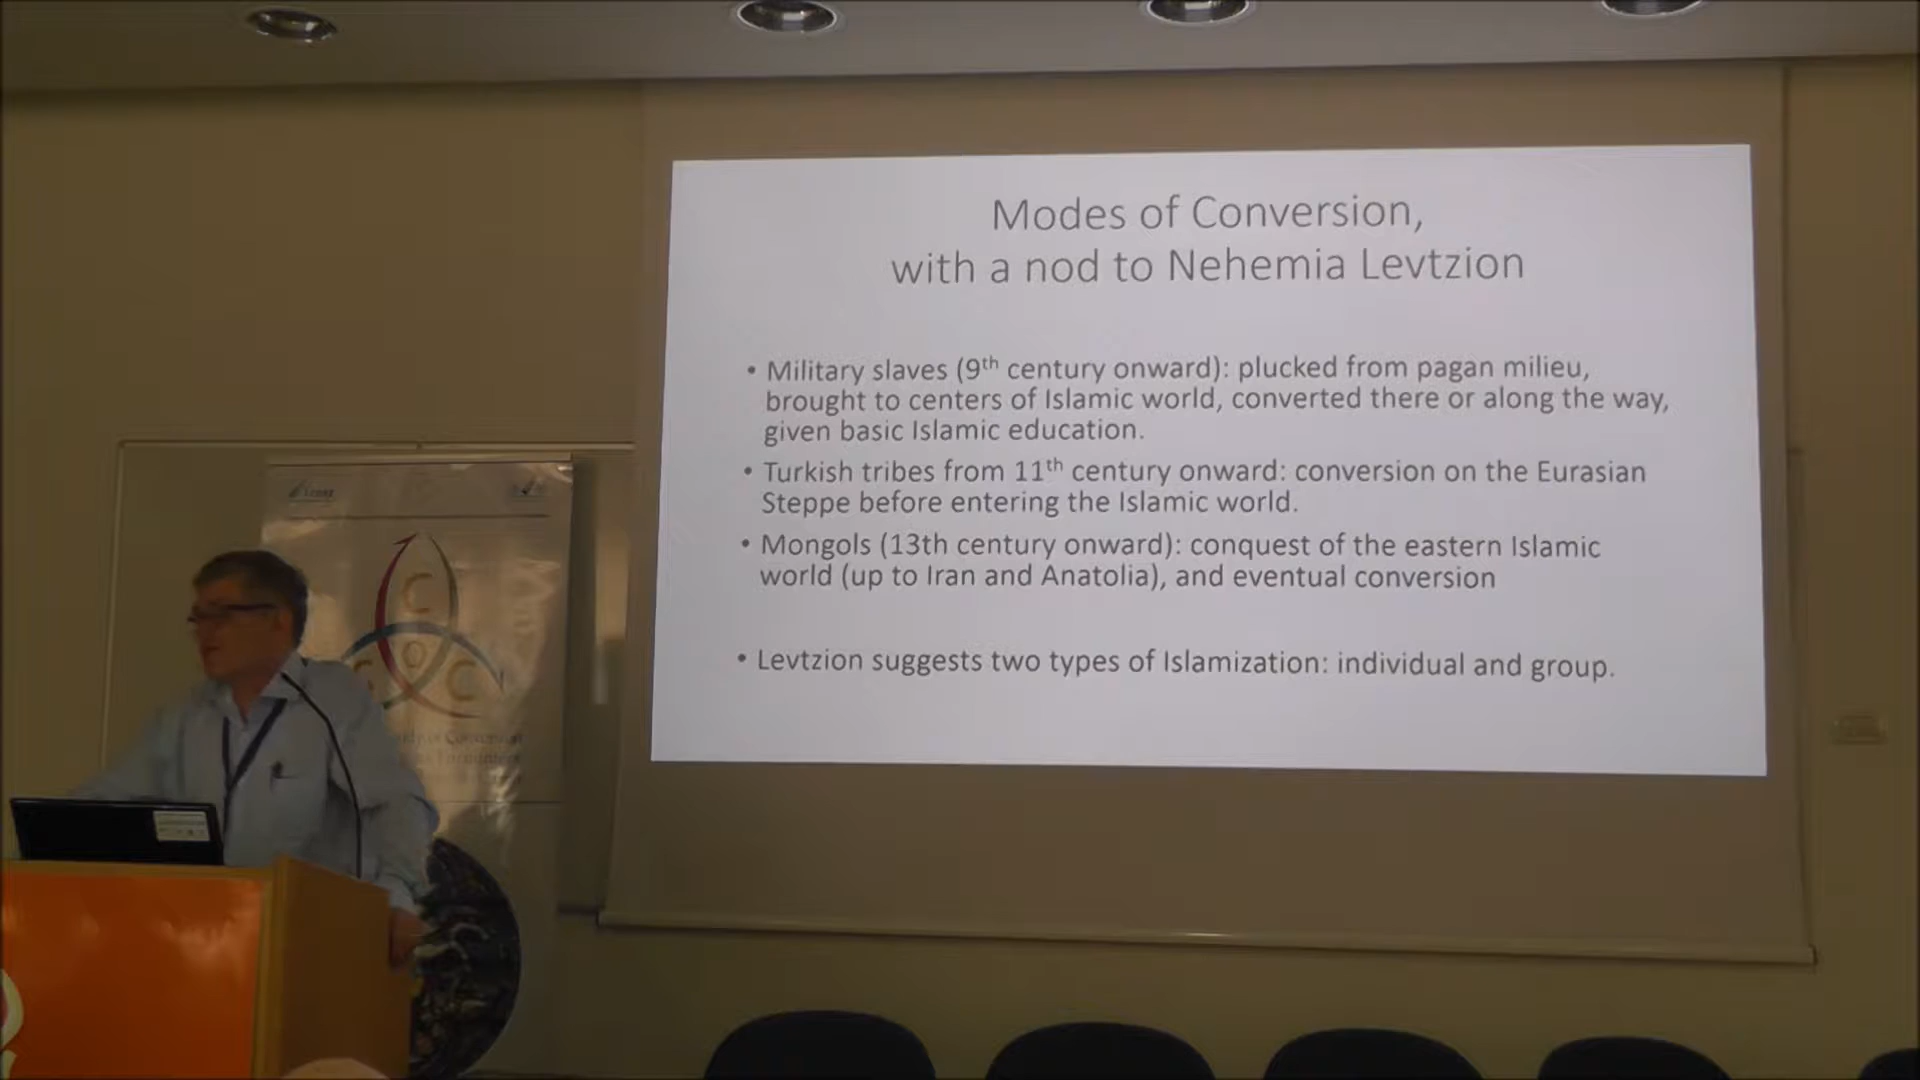 Modes of Conversion,
with a nod to Nehemia Levtzion
• Military slaves (9th century onward): plucked from pagan milieu,
brought to centers of Islamic world, converted there or along the way,
given basic Islamic education.
• Turkish tribes from 11th century onward: conversion on the Eurasian
Steppe before entering the Islamic world.
• Mongols (13th century onward): conquest of the eastern Islamic
world (up to Iran and Anatolia), and eventual conversion
• Levtzion suggests two types of Islamization: individual and group.
C
O
C